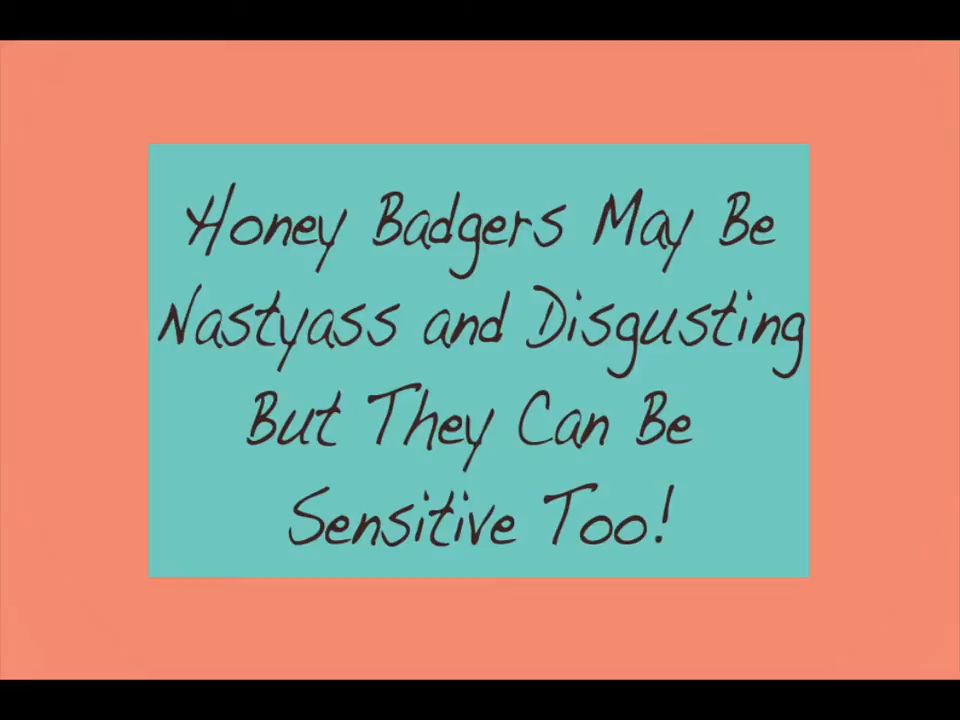 Honey Badgers May Be
Nastyass and Disgusting
But They Can Be
Sensitive Too!